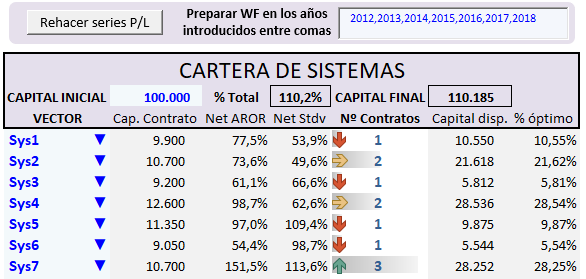 Rehacer series P/L
Preparar WF en los años
introducidos entre comas
2012,2013,2014,2015,2016,2017,2018
CARTERA DE SISTEMAS
CAPITAL INICIAL 100.000 % Total 110,2% CAPITAL FINAL 110.185
VECTOR Cap. Contrato Net AROR Net Stdv Nº Contratos Capital disp. % óptimo
Sys1 9.900 77,5% 53,9% 1 10.550 10,55%
Sys2 10.700 73,6% 49,6% 2 21.618 21,62%
Sys3 9.200 61,1% 66,6% 1 5.812 5,81%
Sys4 12.600 98,7% 62,6% 2 28.536 28,54%
Sys5 11.350 97,0% 109,4% 1 9.875 9,87%
Sys6 9.050 54,4% 98,7% 1 5.544 5,54%
Sys7 10.700 151,5% 113,6% 3 28.252 28,25%